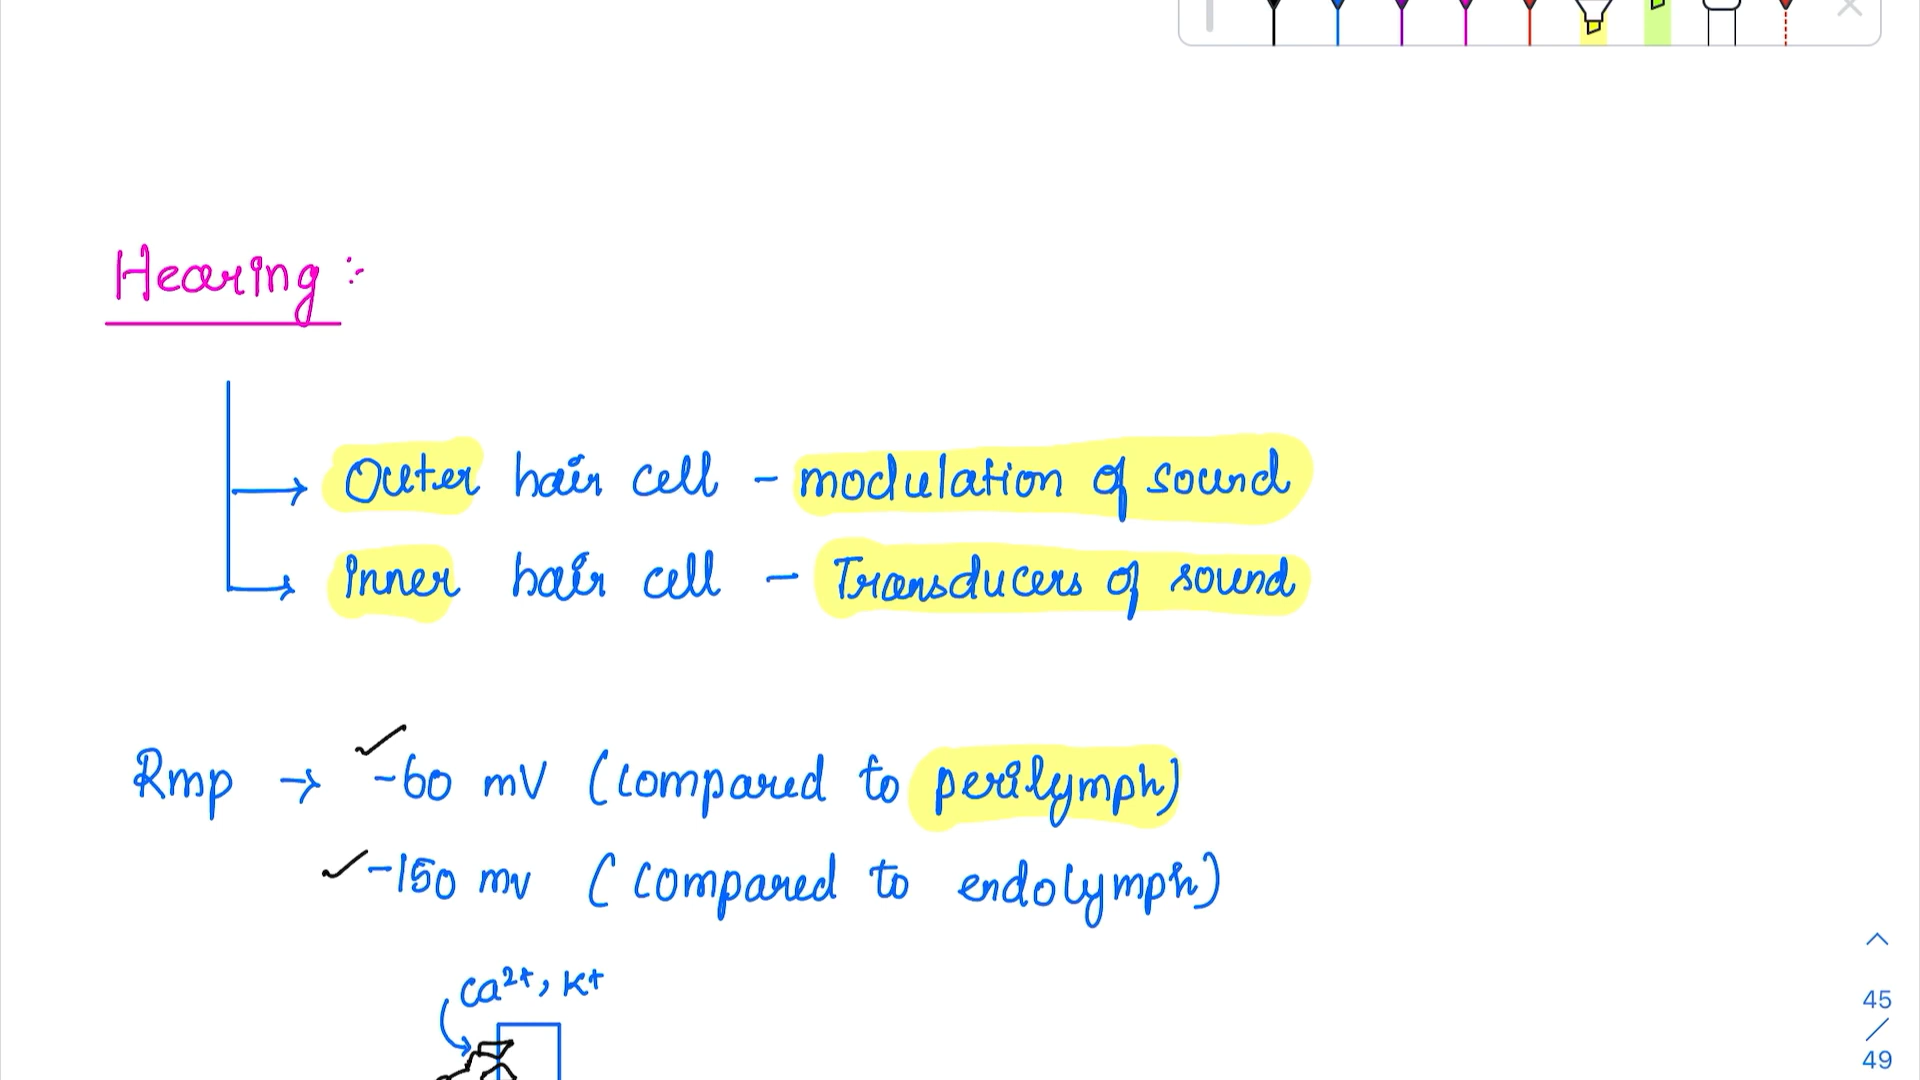 Hearing :-
→ Outer hair cell - modulation of sound
→ Inner hair cell - Transducers of sound
Rmp → -60 mV (compared to perilymph)
-150 mv (compared to endolymph)
Ca²⁺, K⁺
45
/
49